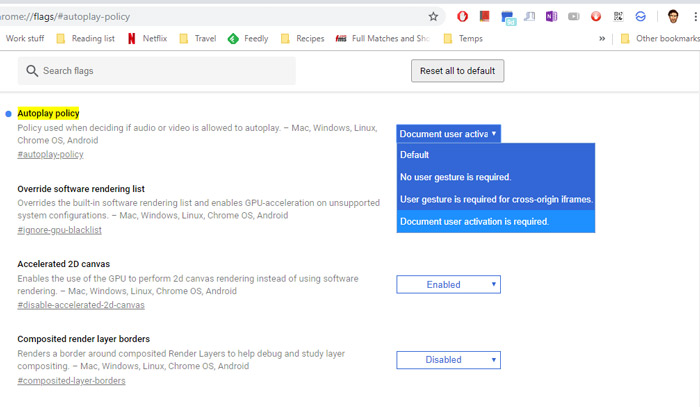 rome://flags/#autoplay-policy
Work stuff Reading list Netflix Travel Feedly Recipes Full Matches and Sho Temps » Other bookmarks
Search flags
Reset all to default
Autoplay policy
Policy used when deciding if audio or video is allowed to autoplay. – Mac, Windows, Linux,
Chrome OS, Android
#autoplay-policy
Document user activa
Default
No user gesture is required.
User gesture is required for cross-origin iframes.
Document user activation is required.
Override software rendering list
Overrides the built-in software rendering list and enables GPU-acceleration on unsupported
system configurations. – Mac, Windows, Linux, Chrome OS, Android
#ignore-gpu-blacklist
Accelerated 2D canvas
Enables the use of the GPU to perform 2d canvas rendering instead of using software
rendering. – Mac, Windows, Linux, Chrome OS, Android
#disable-accelerated-2d-canvas
Enabled
Composited render layer borders
Renders a border around composited Render Layers to help debug and study layer
compositing. – Mac, Windows, Linux, Chrome OS, Android
#composited-layer-borders
Disabled